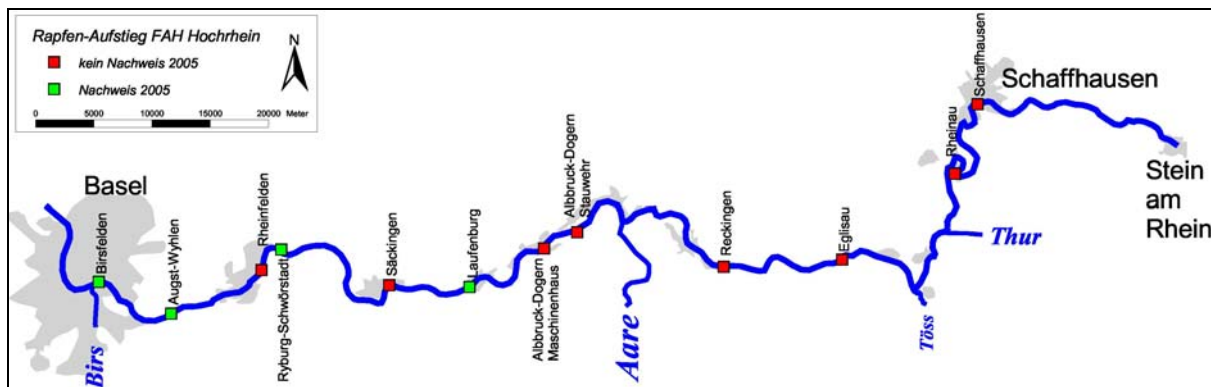 Rapfen-Aufstieg FAH Hochrhein
N
kein Nachweis 2005
Nachweis 2005
0 5000 10000 15000 20000 Meter
Basel
Birsfelden
Augst-Wyhlen
Rheinfelden
Ryburg-Schwörstadt
Säckingen
Laufenburg
Albbruck-Dogern
Maschinenhaus
Albbruck-Dogern
Stauwehr
Reckingen
Eglisau
Rheinau
Schaffhausen
Schaffhausen
Stein
am
Rhein
Birs
Aare
Töss
Thur